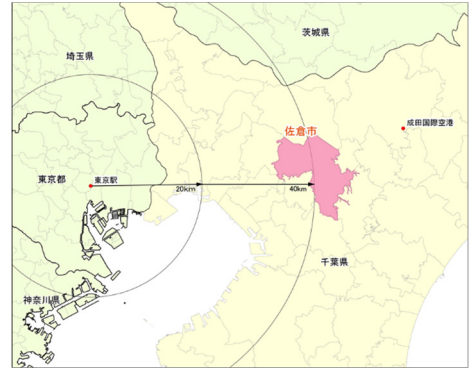 茨城県
埼玉県
成田国際空港
佐倉市
東京都
東京駅
20km
40km
千葉県
神奈川県